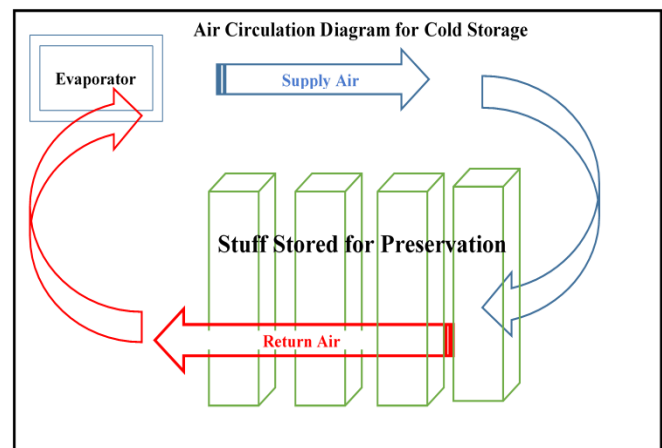 Air Circulation Diagram for Cold Storage
Evaporator
Supply Air
Stuff Stored for Preservation
Return Air